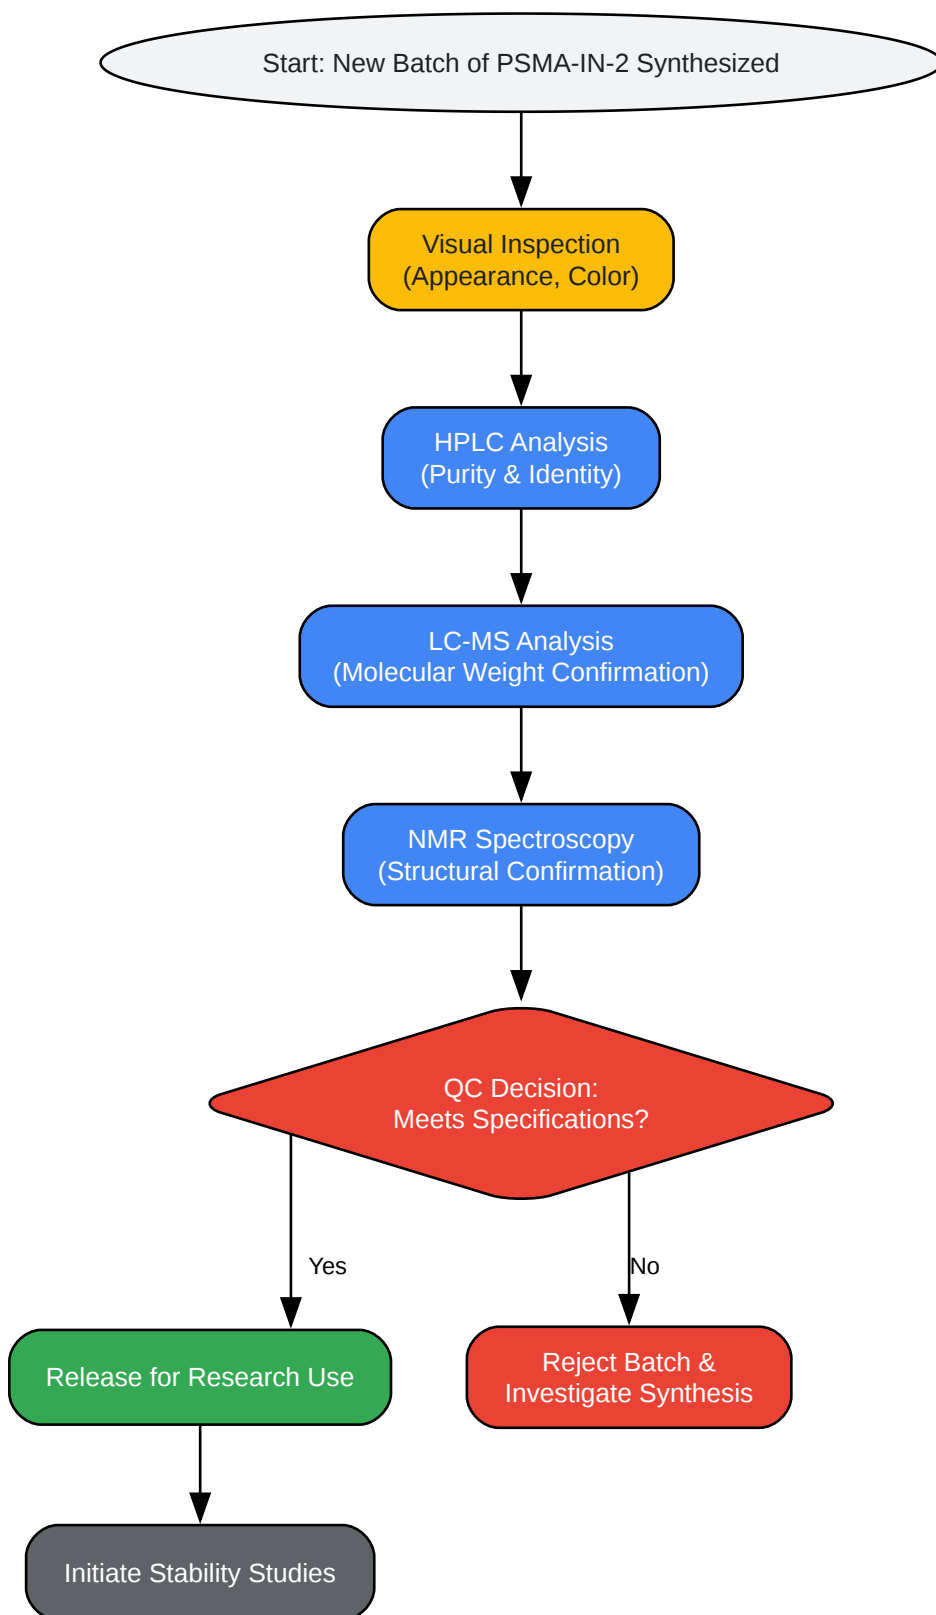 Start: New Batch of PSMA-IN-2 Synthesized
Visual Inspection
(Appearance, Color)
HPLC Analysis
(Purity & Identity)
LC-MS Analysis
(Molecular Weight Confirmation)
NMR Spectroscopy
(Structural Confirmation)
QC Decision:
Meets Specifications?
Yes
No
Release for Research Use
Reject Batch &
Investigate Synthesis
Initiate Stability Studies